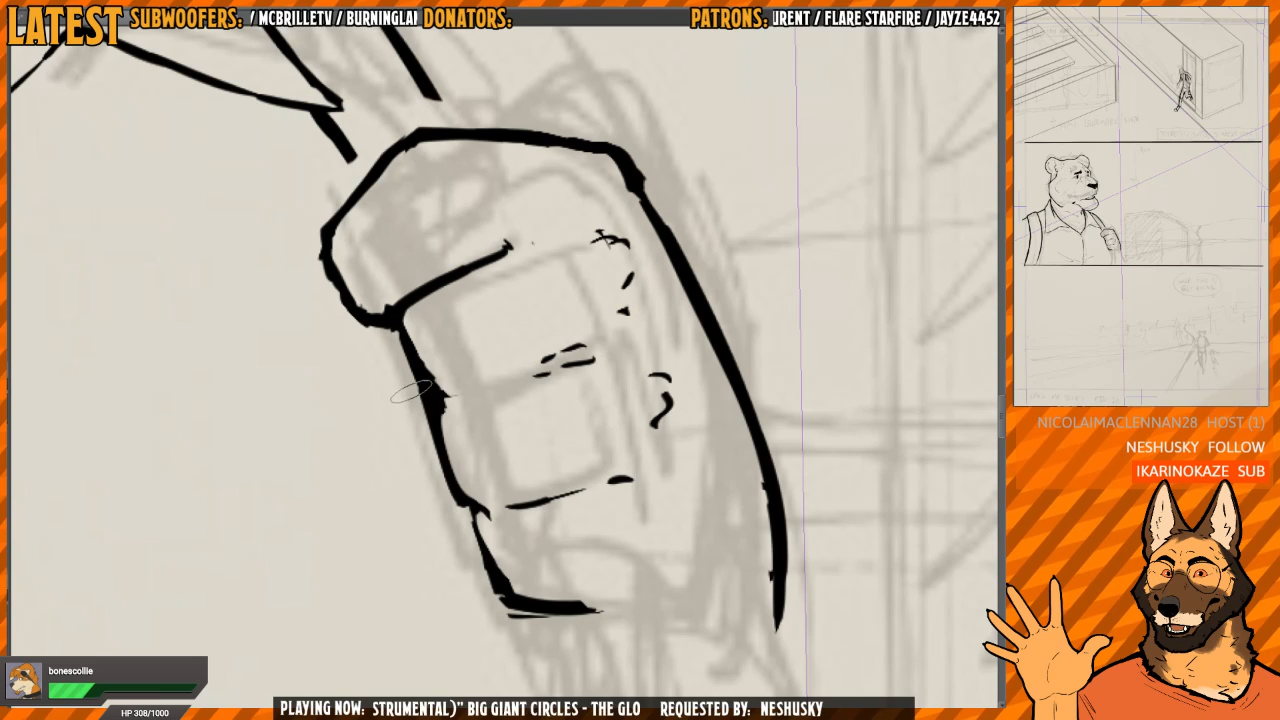 LATEST SUBWOOFERS: / MCBRILLETV / BURNINGLAI DONATORS: PATRONS: URENT / FLARE STARFIRE / JAYZE4452
NICOLAIMACLENNAN28 HOST (1)
NESHUSKY FOLLOW
IKARINOKAZE SUB
bonescollie
HP 308/1000
PLAYING NOW: STRUMENTAL)" BIG GIANT CIRCLES - THE GLO REQUESTED BY: NESHUSKY